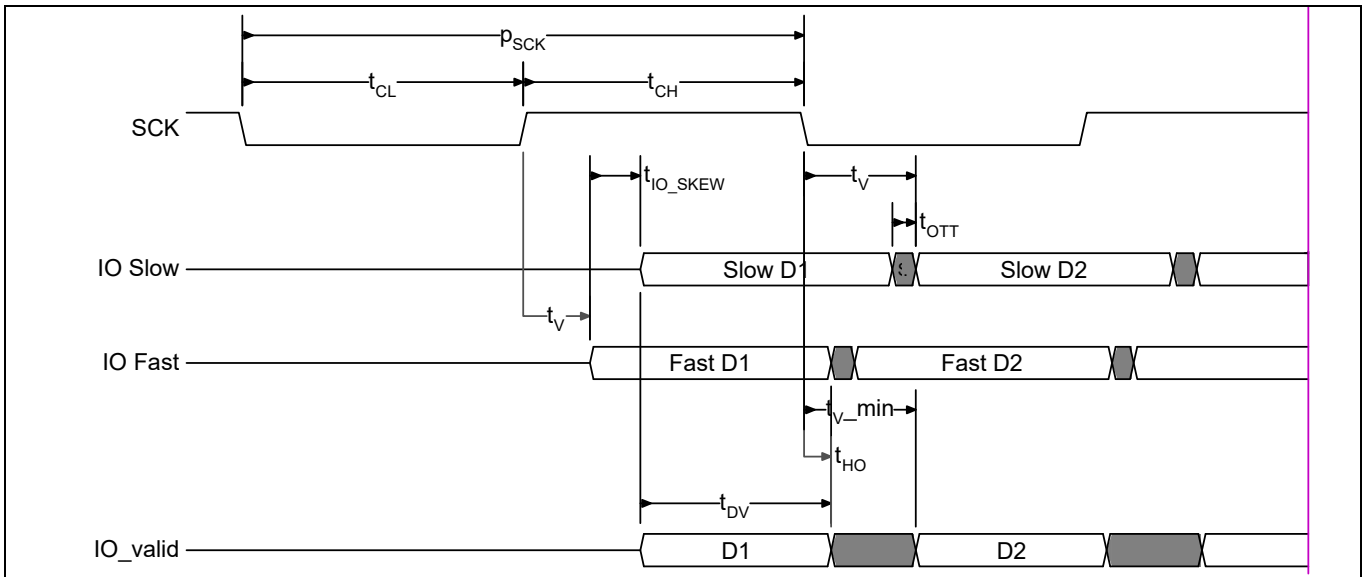 pSCK
tCL tCH
SCK
tIO_SKEW tV
tOTT
IO Slow Slow D1 Slow D2
tV
IO Fast Fast D1 Fast D2
tV_min
tHO
tDV
IO_valid D1 D2